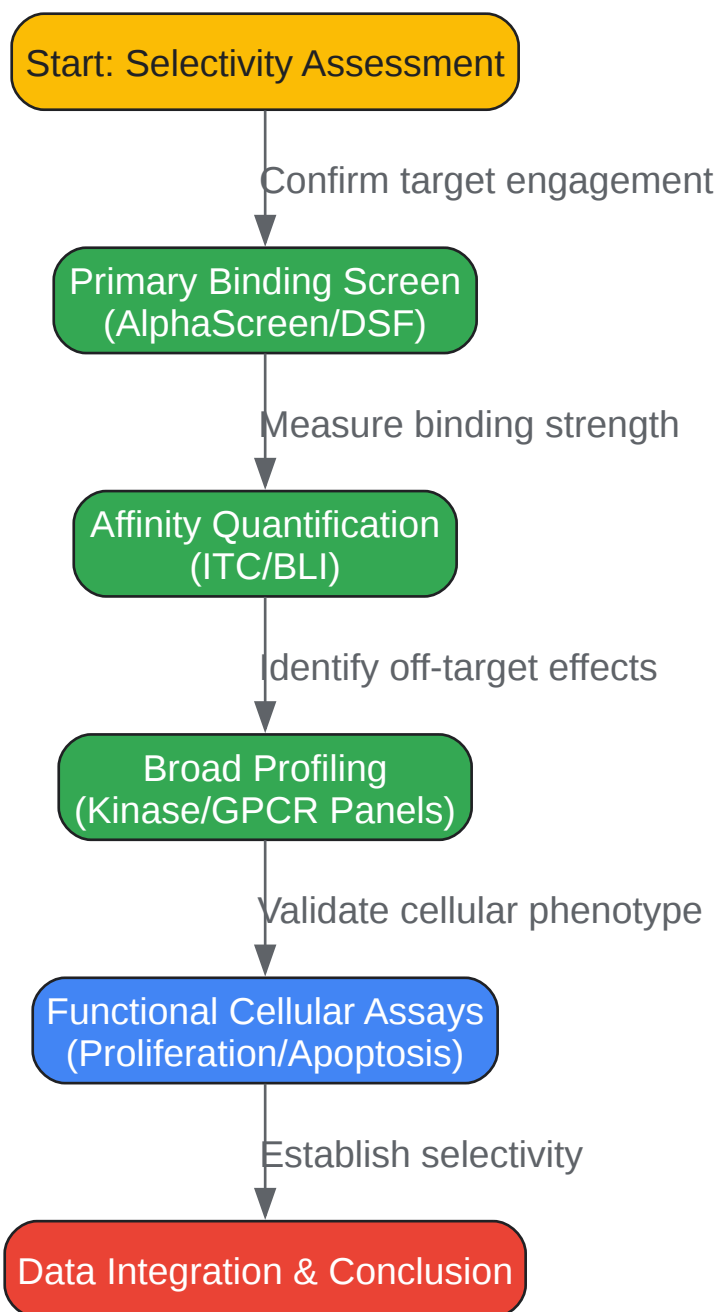 Start: Selectivity Assessment
Confirm target engagement
Primary Binding Screen
(AlphaScreen/DSF)
Measure binding strength
Affinity Quantification
(ITC/BLI)
Identify off-target effects
Broad Profiling
(Kinase/GPCR Panels)
Validate cellular phenotype
Functional Cellular Assays
(Proliferation/Apoptosis)
Establish selectivity
Data Integration & Conclusion